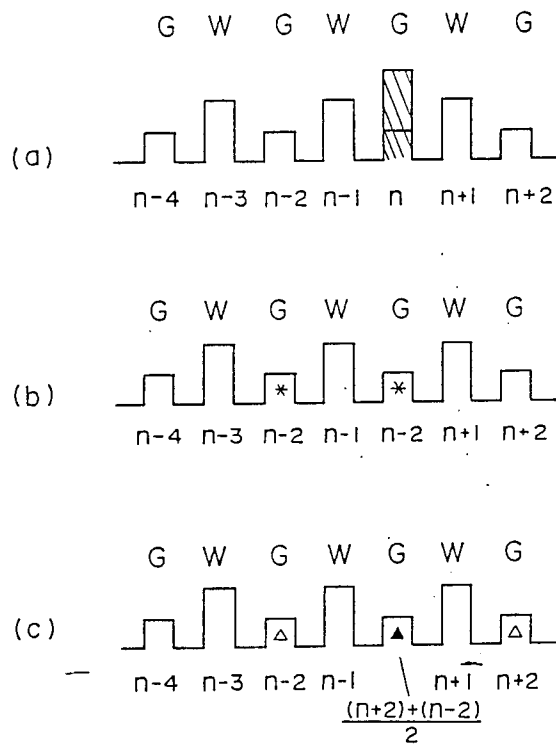 G W G W G W G
(a)
n-4 n-3 n-2 n-1 n n+1 n+2
G W G W G W G
(b)
* *
n-4 n-3 n-2 n-1 n-2 n+1 n+2
G W G W G W G
(c)
n-4 n-3 n-2 n-1 n+1 n+2
(n+2)+(n-2)
2